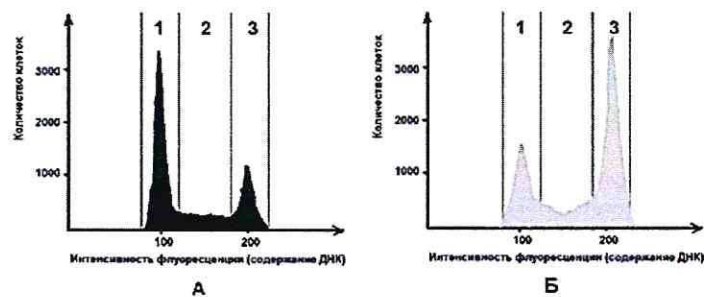 1 2 3
3000
2000
1000
Количество клеток
100 200
Интенсивность флуоресценции (содержание ДНК)
А
1 2 3
3000
2000
1000
Количество клеток
100 200
Интенсивность флуоресценции (содержание ДНК)
Б